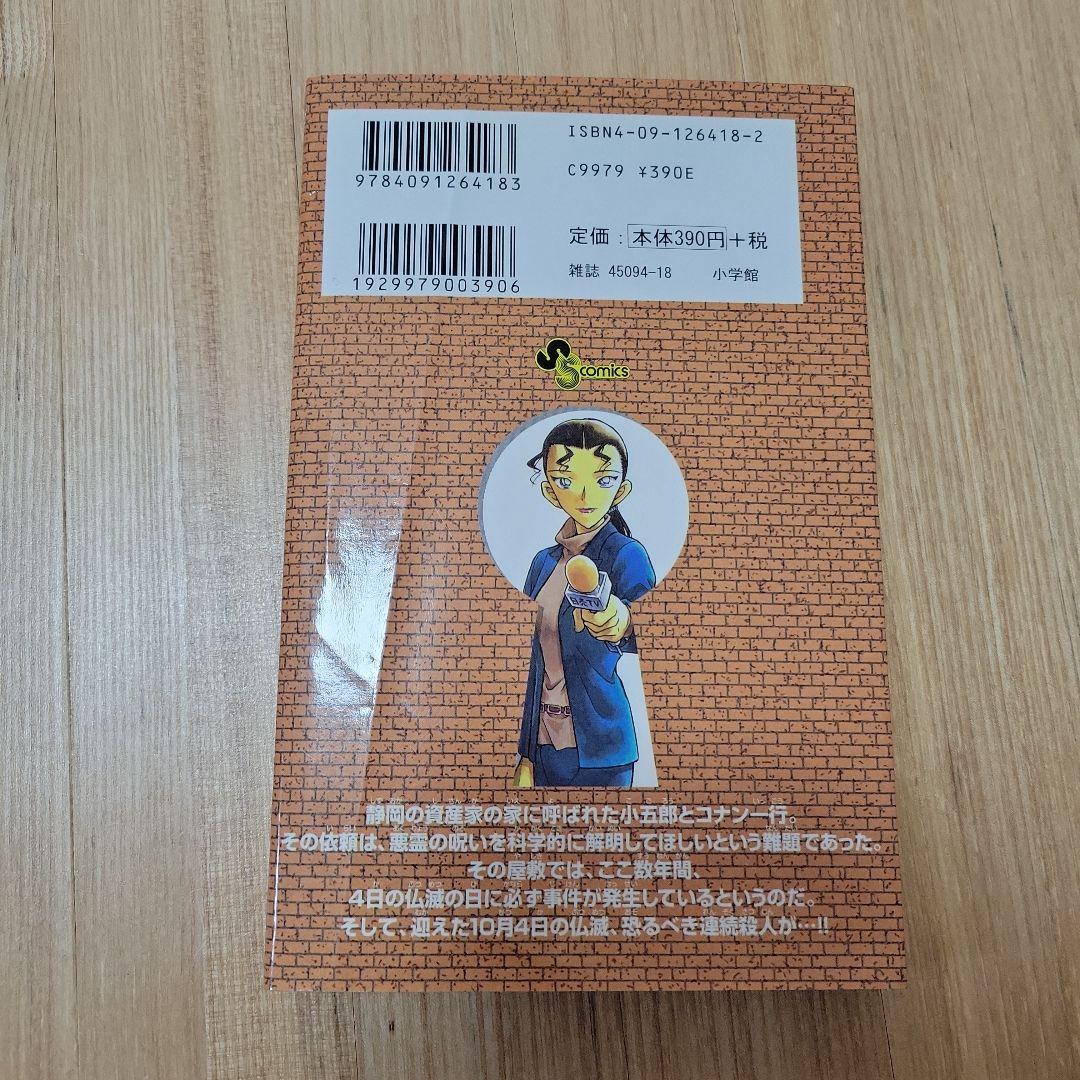 ISBN4-09-126418-2
9784091264183
C9979 ¥390E
定価：本体390円+税
1929979003906
雑誌 45094-18 小学館
SS comics
日売TV
静岡の資産家の家に呼ばれた小五郎とコナン一行。
その依頼は、悪霊の呪いを科学的に解明してほしいという難題であった。
その屋敷では、ここ数年間、
4日の仏滅の日に必ず事件が発生しているというのだ。
そして、迎えた10月4日の仏滅、恐るべき連続殺人が…!!